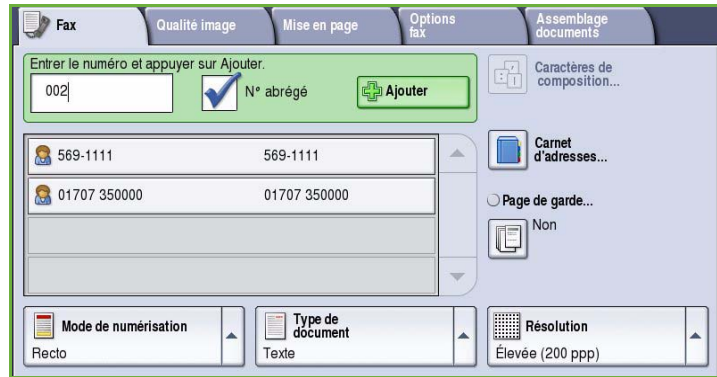 Fax
Qualité image
Mise en page
Options
fax
Assemblage
documents
Entrer le numéro et appuyer sur Ajouter.
002
N° abrégé
Ajouter
Caractères de
composition...
569-1111 569-1111
01707 350000 01707 350000
Carnet
d'adresses...
Page de garde...
Non
Mode de numérisation
Recto
Type de
document
Texte
Résolution
Élevée (200 ppp)